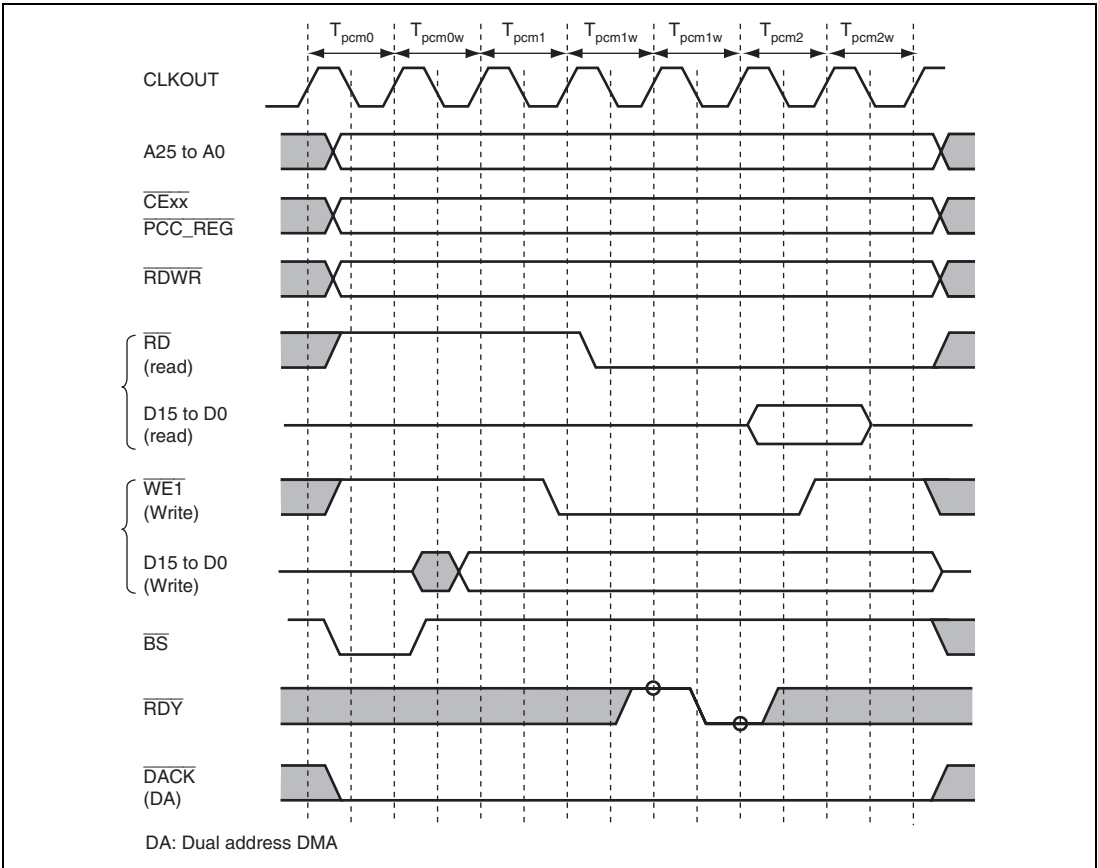 Tpcm0 Tpcm0w Tpcm1 Tpcm1w Tpcm1w Tpcm2 Tpcm2w
CLKOUT
A25 to A0
CExx
PCC_REG
RDWR
RD
(read)
D15 to D0
(read)
WE1
(Write)
D15 to D0
(Write)
BS
RDY
DACK
(DA)
DA: Dual address DMA